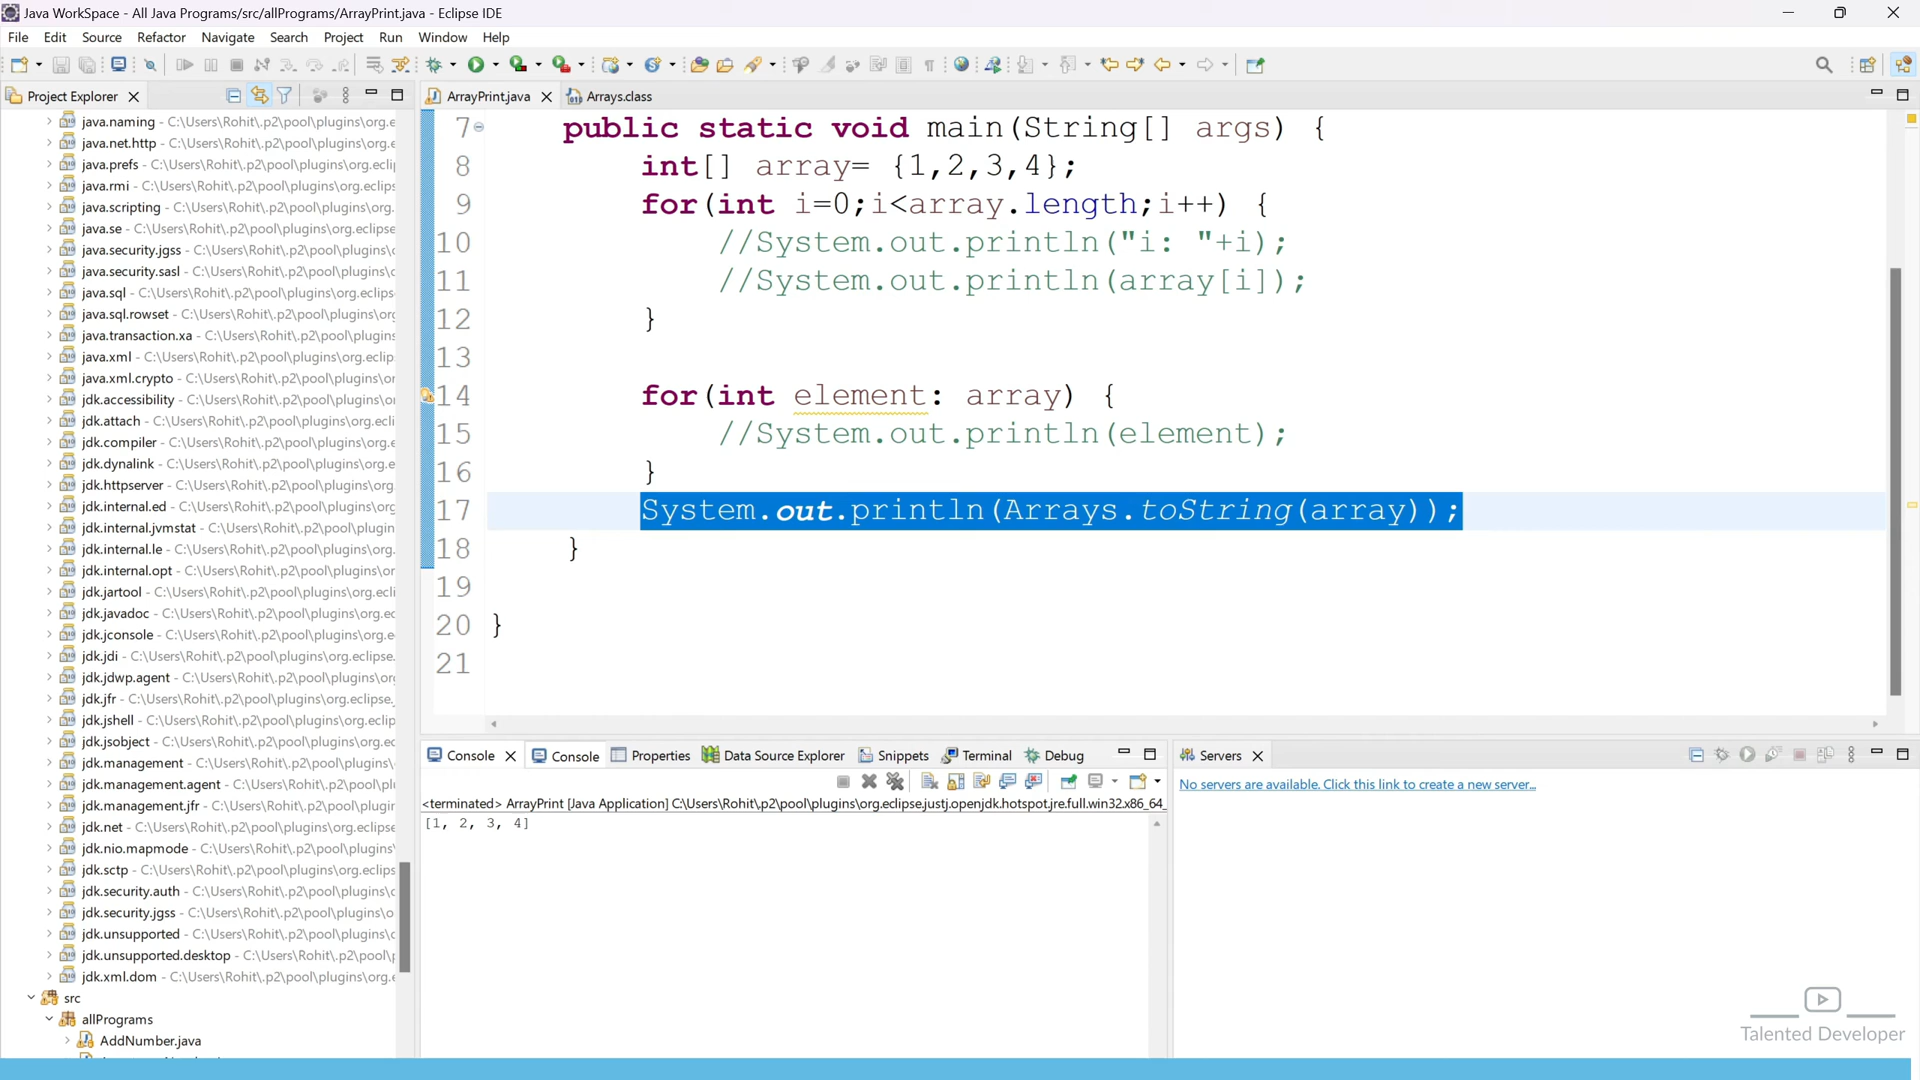 Java WorkSpace - All Java Programs/src/allPrograms/ArrayPrint.java - Eclipse IDE
File Edit Source Refactor Navigate Search Project Run Window Help
Project Explorer
java.naming - C:\Users\Rohit\.p2\pool\plugins\org.e
java.net.http - C:\Users\Rohit\.p2\pool\plugins\org.e
java.prefs - C:\Users\Rohit\.p2\pool\plugins\org.ecli
java.rmi - C:\Users\Rohit\.p2\pool\plugins\org.eclips
java.scripting - C:\Users\Rohit\.p2\pool\plugins\org.e
java.se - C:\Users\Rohit\.p2\pool\plugins\org.eclipse
java.security.jgss - C:\Users\Rohit\.p2\pool\plugins\o
java.security.sasl - C:\Users\Rohit\.p2\pool\plugins\
java.sql - C:\Users\Rohit\.p2\pool\plugins\org.eclips
java.sql.rowset - C:\Users\Rohit\.p2\pool\plugins\org
java.transaction.xa - C:\Users\Rohit\.p2\pool\plugins
java.xml - C:\Users\Rohit\.p2\pool\plugins\org.eclip
java.xml.crypto - C:\Users\Rohit\.p2\pool\plugins\or
jdk.accessibility - C:\Users\Rohit\.p2\pool\plugins\o
jdk.attach - C:\Users\Rohit\.p2\pool\plugins\org.ecli
jdk.compiler - C:\Users\Rohit\.p2\pool\plugins\org.e
jdk.dynalink - C:\Users\Rohit\.p2\pool\plugins\org.e
jdk.httpserver - C:\Users\Rohit\.p2\pool\plugins\org.
jdk.internal.ed - C:\Users\Rohit\.p2\pool\plugins\org
jdk.internal.jvmstat - C:\Users\Rohit\.p2\pool\plugin
jdk.internal.le - C:\Users\Rohit\.p2\pool\plugins\org
jdk.internal.opt - C:\Users\Rohit\.p2\pool\plugins\or
jdk.jartool - C:\Users\Rohit\.p2\pool\plugins\org.ecl
jdk.javadoc - C:\Users\Rohit\.p2\pool\plugins\org.ec
jdk.jconsole - C:\Users\Rohit\.p2\pool\plugins\org.e
jdk.jdi - C:\Users\Rohit\.p2\pool\plugins\org.eclipse.
jdk.jdwp.agent - C:\Users\Rohit\.p2\pool\plugins\org
jdk.jfr - C:\Users\Rohit\.p2\pool\plugins\org.eclipse.
jdk.jshell - C:\Users\Rohit\.p2\pool\plugins\org.eclip
jdk.jsobject - C:\Users\Rohit\.p2\pool\plugins\org.e
jdk.management - C:\Users\Rohit\.p2\pool\plugins\
jdk.management.agent - C:\Users\Rohit\.p2\pool\pl
jdk.management.jfr - C:\Users\Rohit\.p2\pool\plugin
jdk.net - C:\Users\Rohit\.p2\pool\plugins\org.eclipse
jdk.nio.mapmode - C:\Users\Rohit\.p2\pool\plugins\
jdk.sctp - C:\Users\Rohit\.p2\pool\plugins\org.eclips
jdk.security.auth - C:\Users\Rohit\.p2\pool\plugins\
jdk.security.jgss - C:\Users\Rohit\.p2\pool\plugins\o
jdk.unsupported - C:\Users\Rohit\.p2\pool\plugins\
jdk.unsupported.desktop - C:\Users\Rohit\.p2\pool\
jdk.xml.dom - C:\Users\Rohit\.p2\pool\plugins\org.e
src
allPrograms
AddNumber.java
ArrayPrint.java Arrays.class
7 public static void main(String[] args) {
8 int[] array= {1,2,3,4};
9 for(int i=0;i<array.length;i++) {
10 //System.out.println("i: "+i);
11 //System.out.println(array[i]);
12 }
13
14 for(int element: array) {
15 //System.out.println(element);
16 }
17 System.out.println(Arrays.toString(array));
18 }
19
20 }
21
Console Console Properties Data Source Explorer Snippets Terminal Debug
<terminated> ArrayPrint [Java Application] C:\Users\Rohit\.p2\pool\plugins\org.eclipse.justj.openjdk.hotspot.jre.full.win32.x86_64_
[1, 2, 3, 4]
Servers
No servers are available. Click this link to create a new server...
Talented Developer